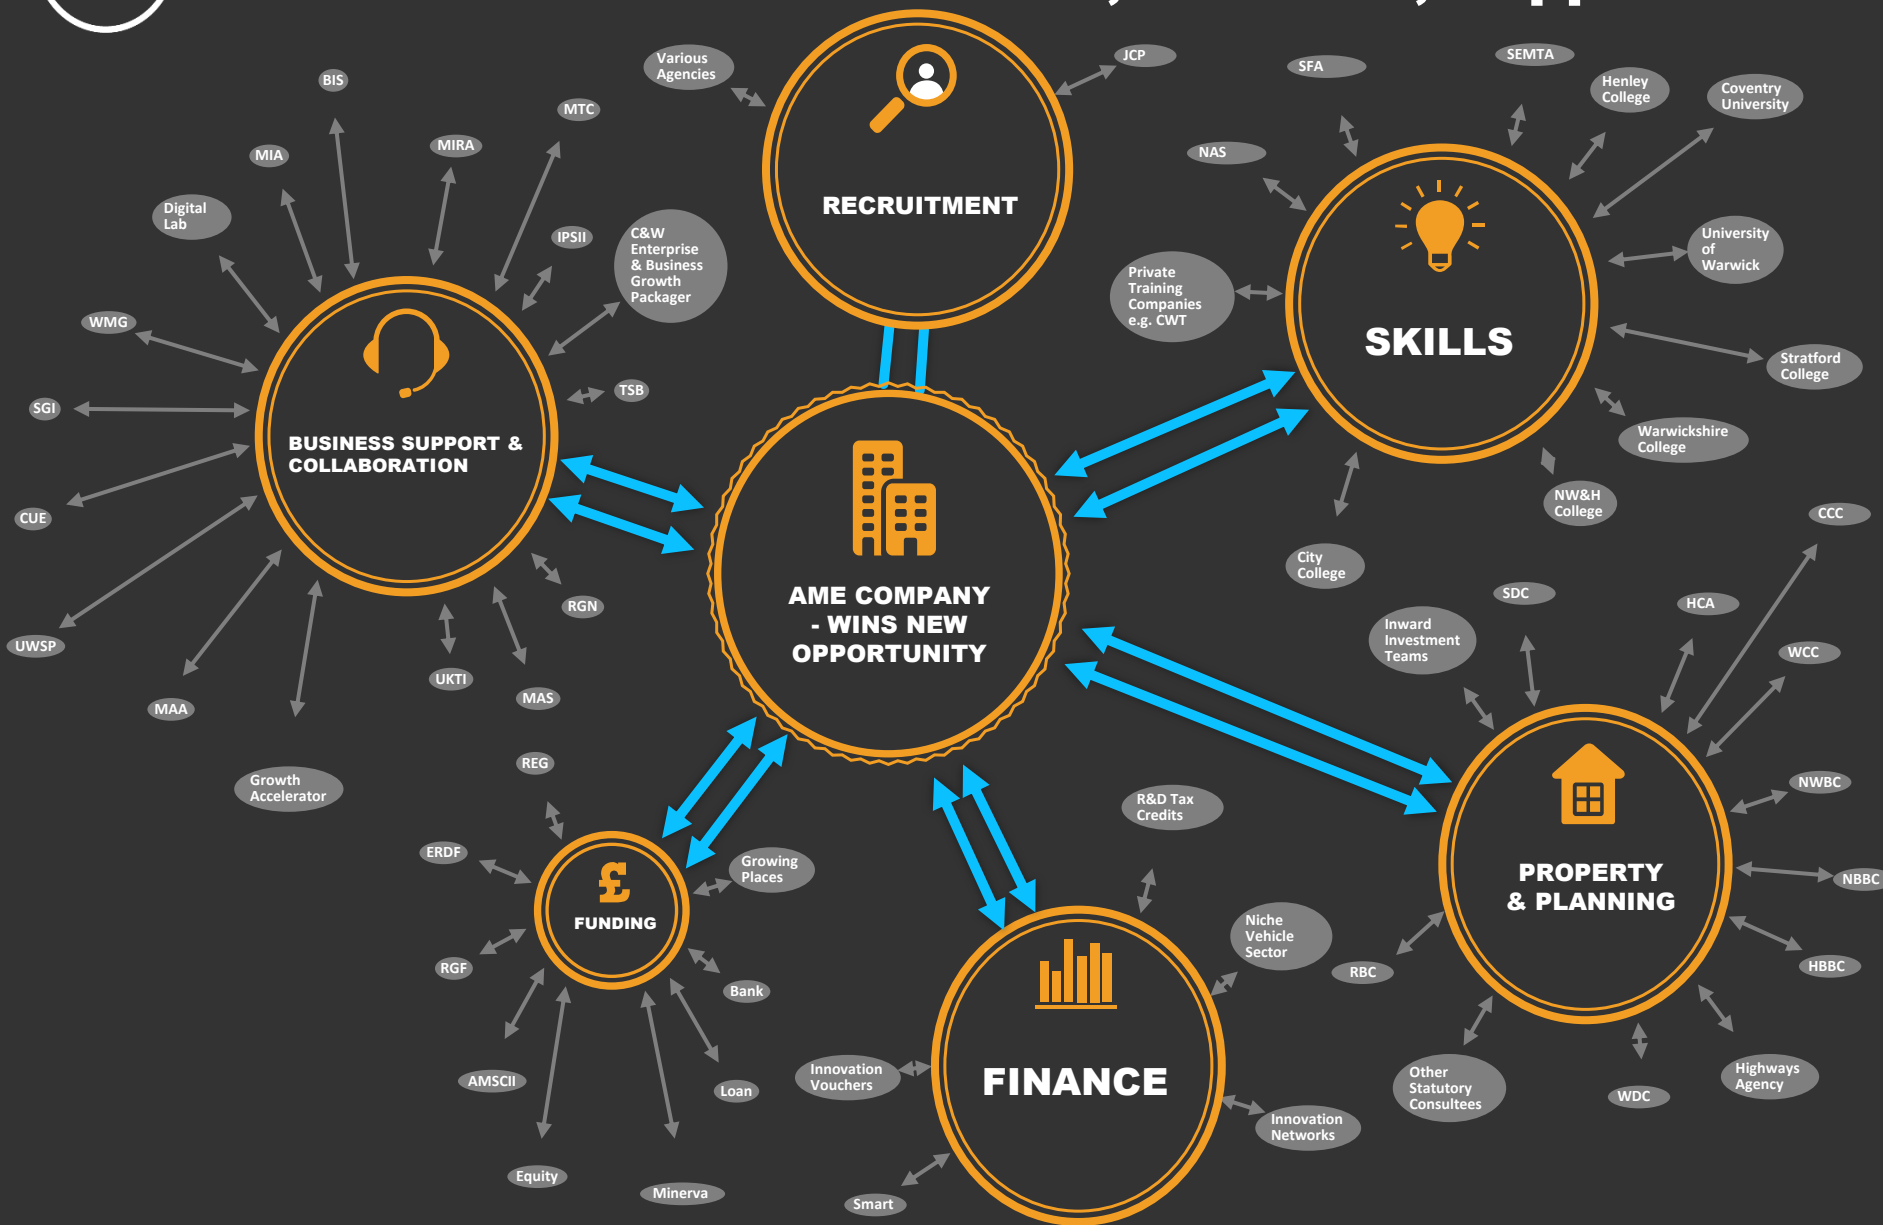 Various
Agencies
JCP
RECRUITMENT
BIS
MTC
MIA
MIRA
Digital
Lab
IPSII
C&W
Enterprise
& Business
Growth
Packager
WMG
TSB
SGI
BUSINESS SUPPORT &
COLLABORATION
CUE
RGN
UWSP
UKTI
MAS
MAA
Growth
Accelerator
SFA
SEMTA
Henley
College
Coventry
University
NAS
University
of
Warwick
Private
Training
Companies
e.g. CWT
SKILLS
Stratford
College
Warwickshire
College
NW&H
College
City
College
AME COMPANY
- WINS NEW
OPPORTUNITY
CCC
SDC
HCA
Inward
Investment
Teams
WCC
NWBC
PROPERTY
& PLANNING
NBBC
HBBC
RBC
Highways
Agency
Other
Statutory
Consultees
WDC
REG
ERDF
Growing
Places
£
FUNDING
RGF
Bank
AMSCII
Loan
Equity
Minerva
R&D Tax
Credits
Niche
Vehicle
Sector
Innovation
Vouchers
FINANCE
Innovation
Networks
Smart